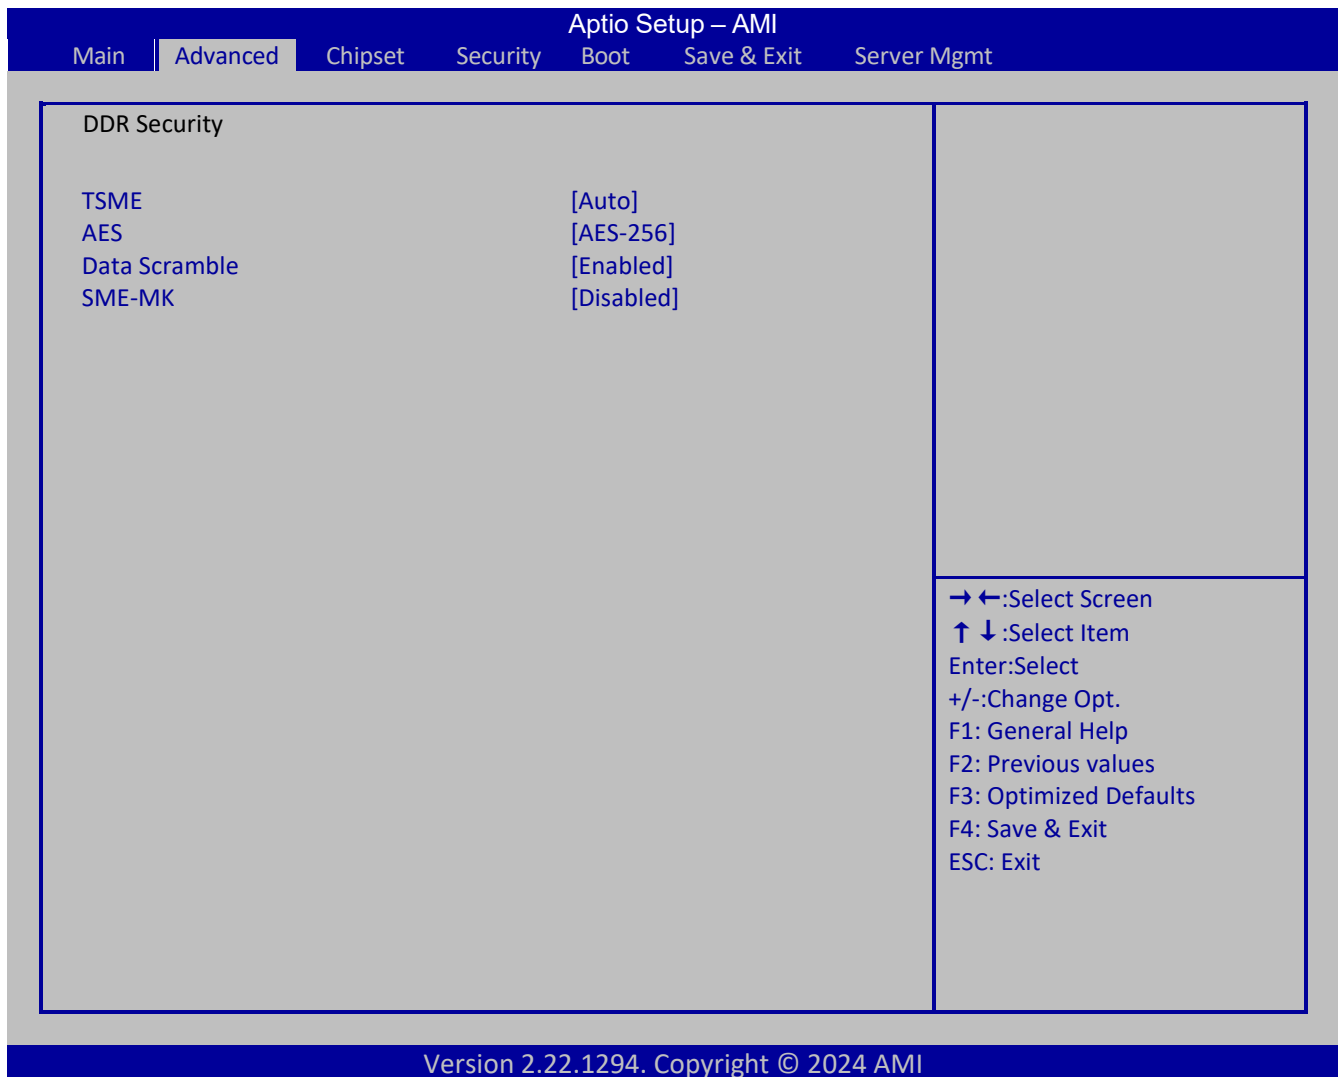 Aptio Setup – AMI
Main Advanced Chipset Security Boot Save & Exit Server Mgmt
DDR Security
TSME [Auto]
AES [AES-256]
Data Scramble [Enabled]
SME-MK [Disabled]
→ ←:Select Screen
↑ ↓ :Select Item
Enter:Select
+/-:Change Opt.
F1: General Help
F2: Previous values
F3: Optimized Defaults
F4: Save & Exit
ESC: Exit
Version 2.22.1294. Copyright © 2024 AMI